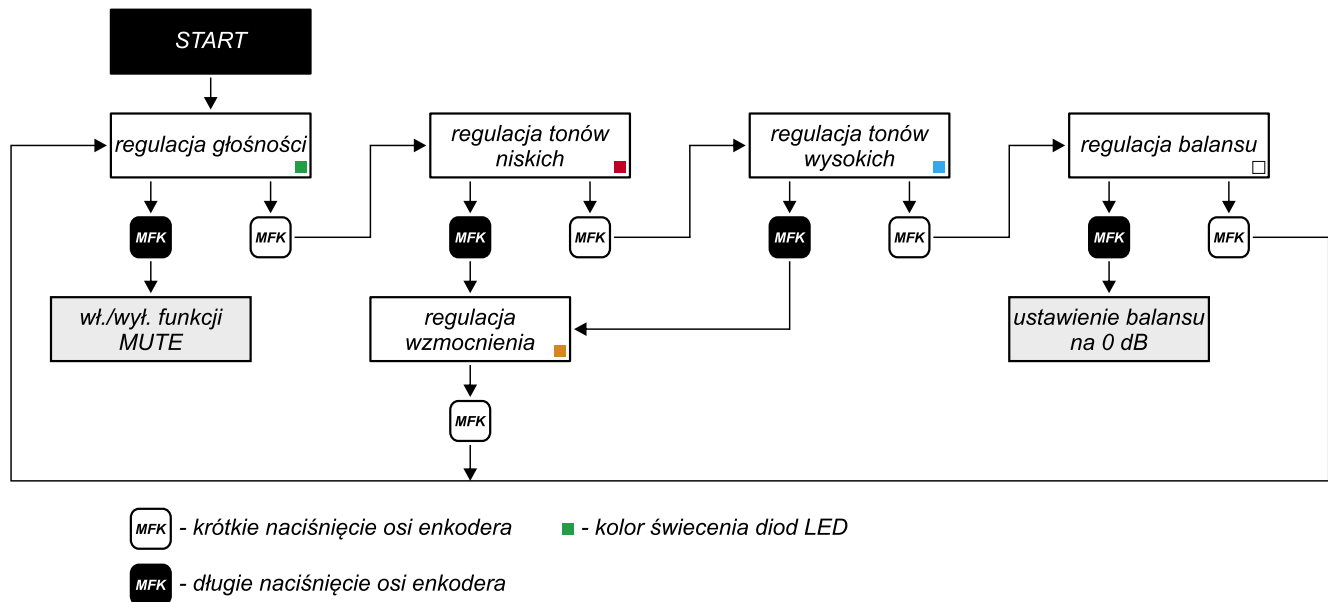 START
regulacja głośności
regulacja tonów
niskich
regulacja tonów
wysokich
regulacja balansu
MFK
MFK
MFK
MFK
MFK
MFK
MFK
MFK
wł./wył. funkcji
MUTE
regulacja
wzmocnienia
ustawienie balansu
na 0 dB
MFK
MFK - krótkie naciśnięcie osi enkodera
- kolor świecenia diod LED
MFK - długie naciśnięcie osi enkodera